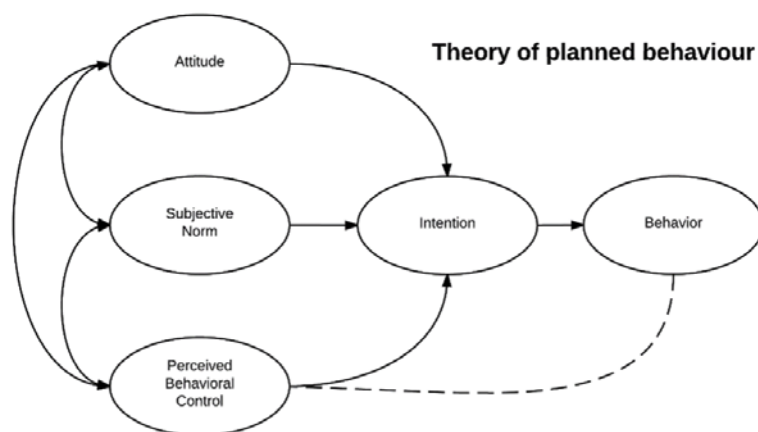 Theory of planned behaviour
Attitude
Subjective
Norm
Intention
Behavior
Perceived
Behavioral
Control